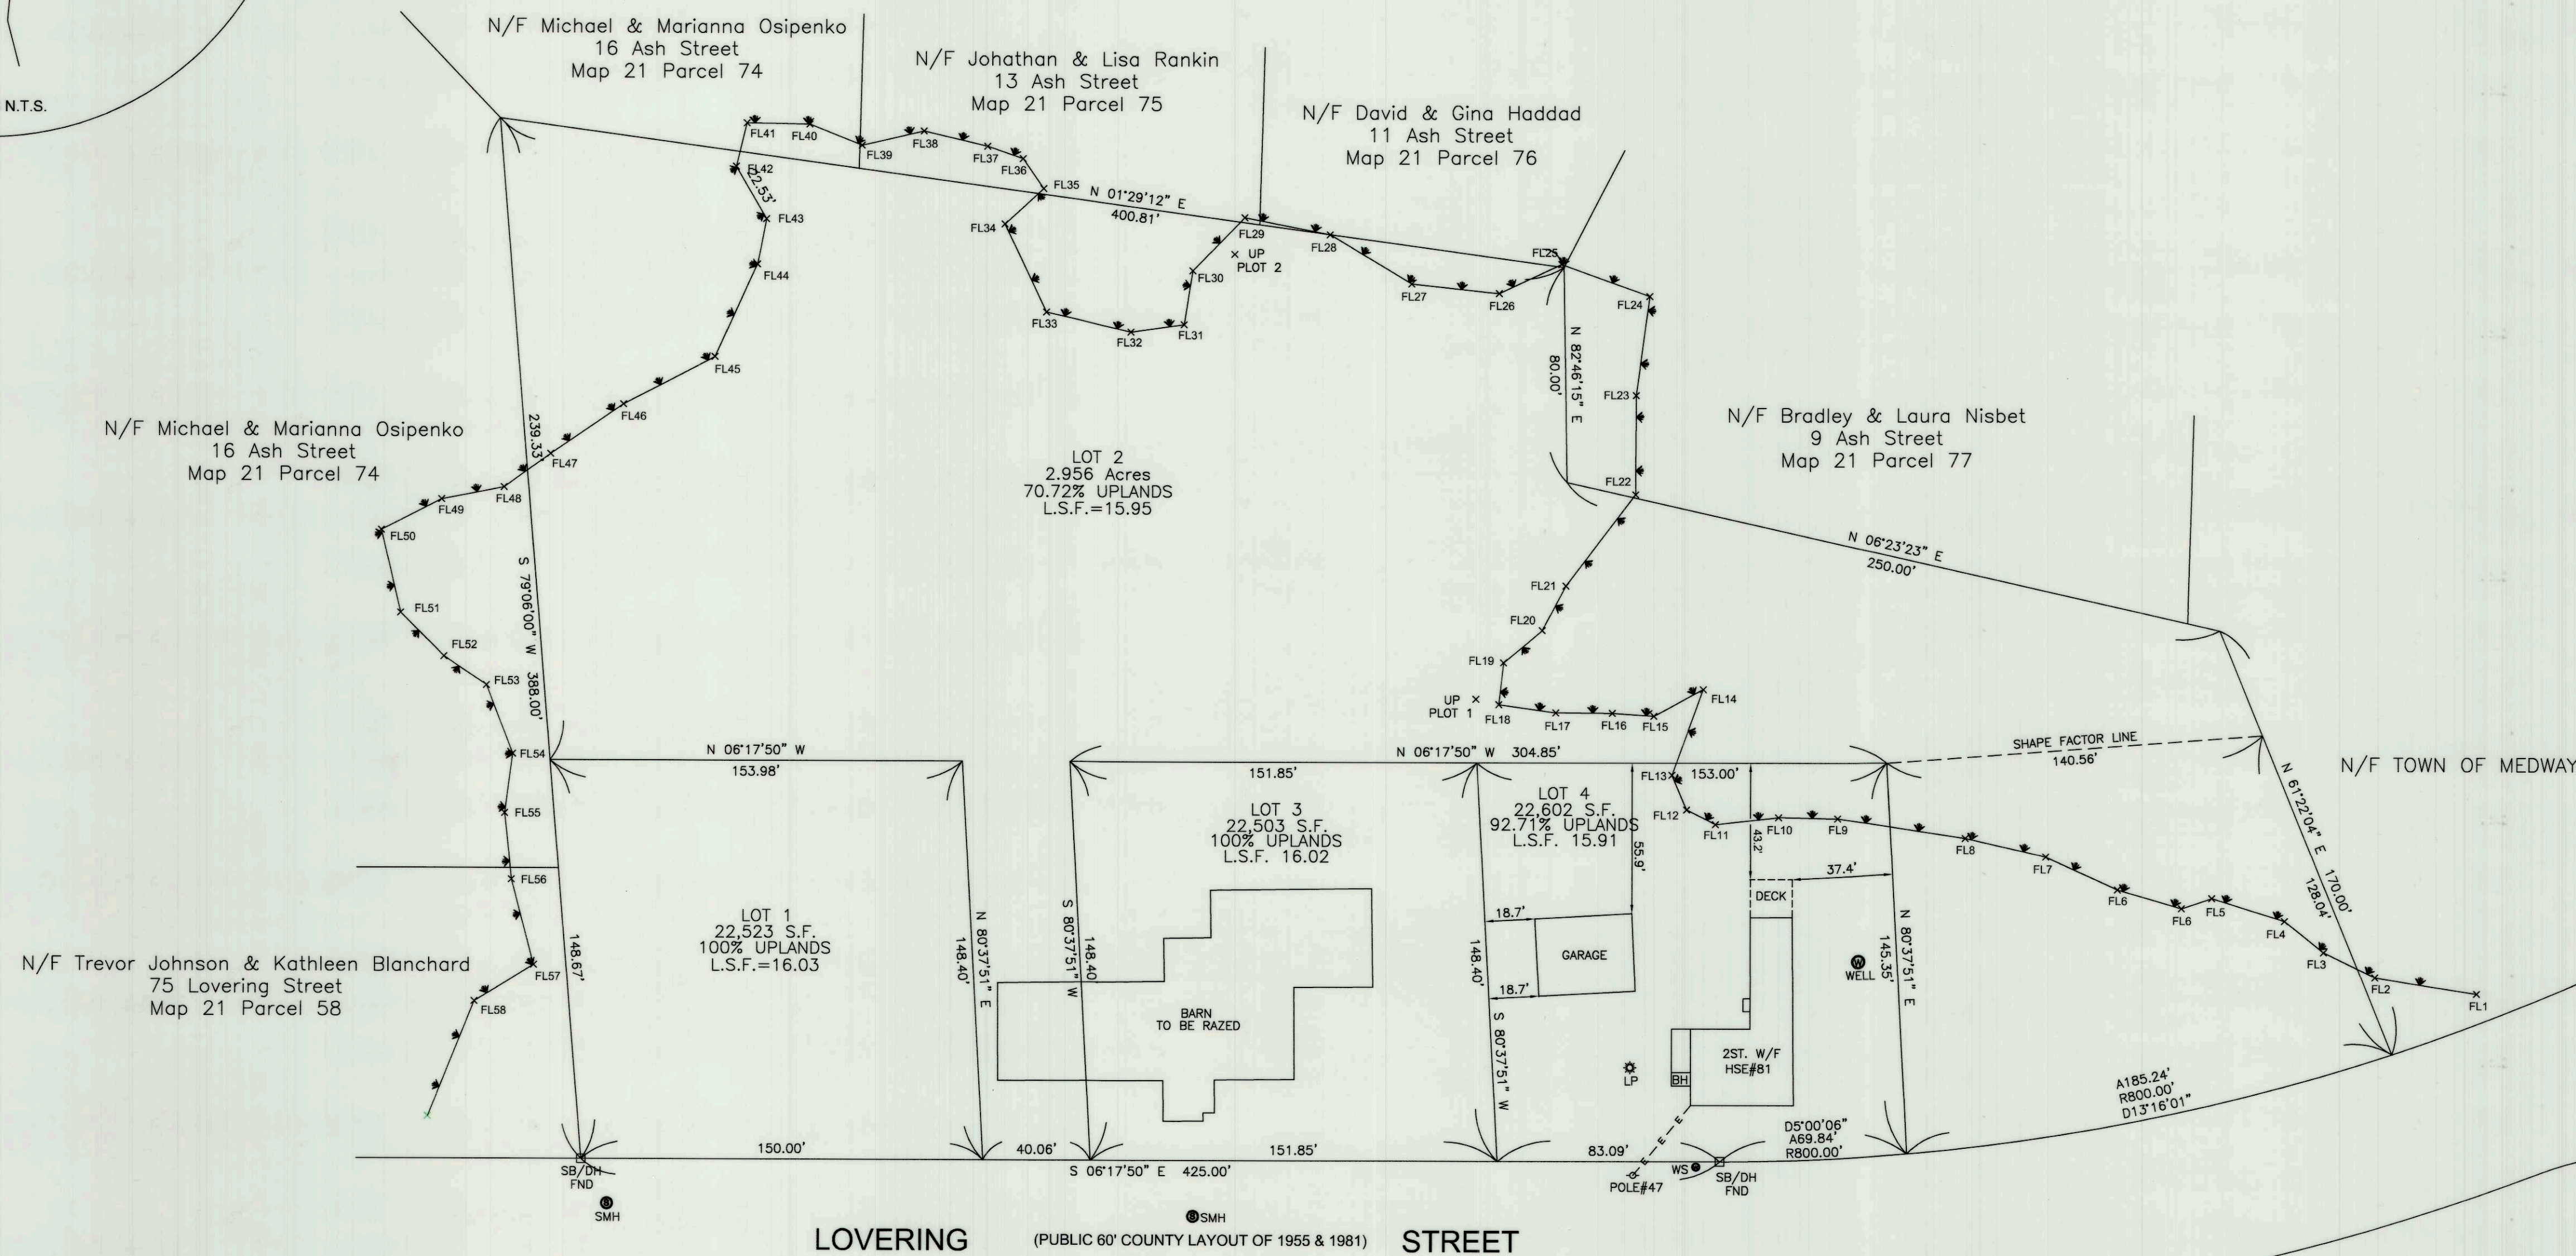 N.T.S.
N/F Michael & Marianna Osipenko
16 Ash Street
Map 21 Parcel 74
N/F Johathan & Lisa Rankin
13 Ash Street
Map 21 Parcel 75
N/F David & Gina Haddad
11 Ash Street
Map 21 Parcel 76
FL41
FL40
FL39
FL38
FL37
FL36
FL35
FL42
22.53'
FL43
FL44
FL45
FL46
FL47
FL48
FL49
FL50
FL51
FL52
FL53
FL54
FL55
FL56
FL57
FL58
N 01°29'12" E
400.81'
FL34
FL33
FL32
FL31
FL30
FL29
UP
PLOT 2
FL28
FL27
FL26
FL25
FL24
FL23
FL22
N 82°46'15" E
80.00'
N/F Bradley & Laura Nisbet
9 Ash Street
Map 21 Parcel 77
N/F Michael & Marianna Osipenko
16 Ash Street
Map 21 Parcel 74
239.33'
S 79°06'00" W 388.00'
LOT 2
2.956 Acres
70.72% UPLANDS
L.S.F.=15.95
N 06°23'23" E
250.00'
FL21
FL20
FL19
UP
PLOT 1
FL18
FL17
FL16
FL15
FL14
FL13
FL12
FL11
FL10
FL9
FL8
FL7
FL6
FL6
FL5
FL4
FL3
FL2
FL1
N 06°17'50" W
153.98'
N 06°17'50" W 304.85'
151.85'
153.00'
SHAPE FACTOR LINE
140.56'
N/F TOWN OF MEDWAY
N 61°22'04" E 170.00'
128.04'
LOT 3
22,503 S.F.
100% UPLANDS
L.S.F. 16.02
LOT 4
22,602 S.F.
92.71% UPLANDS
L.S.F. 15.91
55.9'
43.2'
37.4'
DECK
18.7'
GARAGE
18.7'
LOT 1
22,523 S.F.
100% UPLANDS
L.S.F.=16.03
148.67'
N 80°37'51" E
148.40'
S 80°37'51" W
148.40'
148.40'
S 80°37'51" W
N 80°37'51" E
145.35'
WELL
BARN
TO BE RAZED
2ST. W/F
HSE#81
LP
BH
N/F Trevor Johnson & Kathleen Blanchard
75 Lovering Street
Map 21 Parcel 58
A185.24'
R800.00'
D13°16'01"
D5°00'06"
A69.84'
R800.00'
150.00'
40.06'
151.85'
83.09'
S 06°17'50" E 425.00'
SB/DH
FND
E E E
WS
POLE#47
SB/DH
FND
S
SMH
S
SMH
LOVERING (PUBLIC 60' COUNTY LAYOUT OF 1955 & 1981) STREET